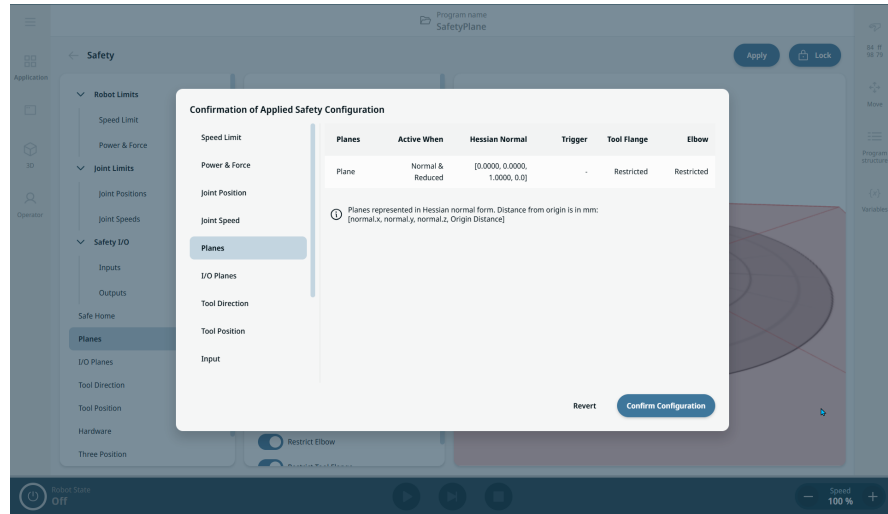 Program name
SafetyPlane
Safety
Apply
Lock
Application
3D
Operator
Move
Program structure
Variables
Robot Limits
Speed Limit
Power & Force
Joint Limits
Joint Positions
Joint Speeds
Safety I/O
Inputs
Outputs
Safe Home
Planes
I/O Planes
Tool Direction
Tool Position
Hardware
Three Position
Confirmation of Applied Safety Configuration
Speed Limit
Power & Force
Joint Position
Joint Speed
Planes
I/O Planes
Tool Direction
Tool Position
Input
Planes Active When Hessian Normal Trigger Tool Flange Elbow
Plane Normal & [0.0000, 0.0000, - Restricted Restricted
Reduced 1.0000, 0.0]
Planes represented in Hessian normal form. Distance from origin is in mm:
[normal.x, normal.y, normal.z, Origin Distance]
Revert
Confirm Configuration
Restrict Elbow
Robot State
Off
Speed
100 %